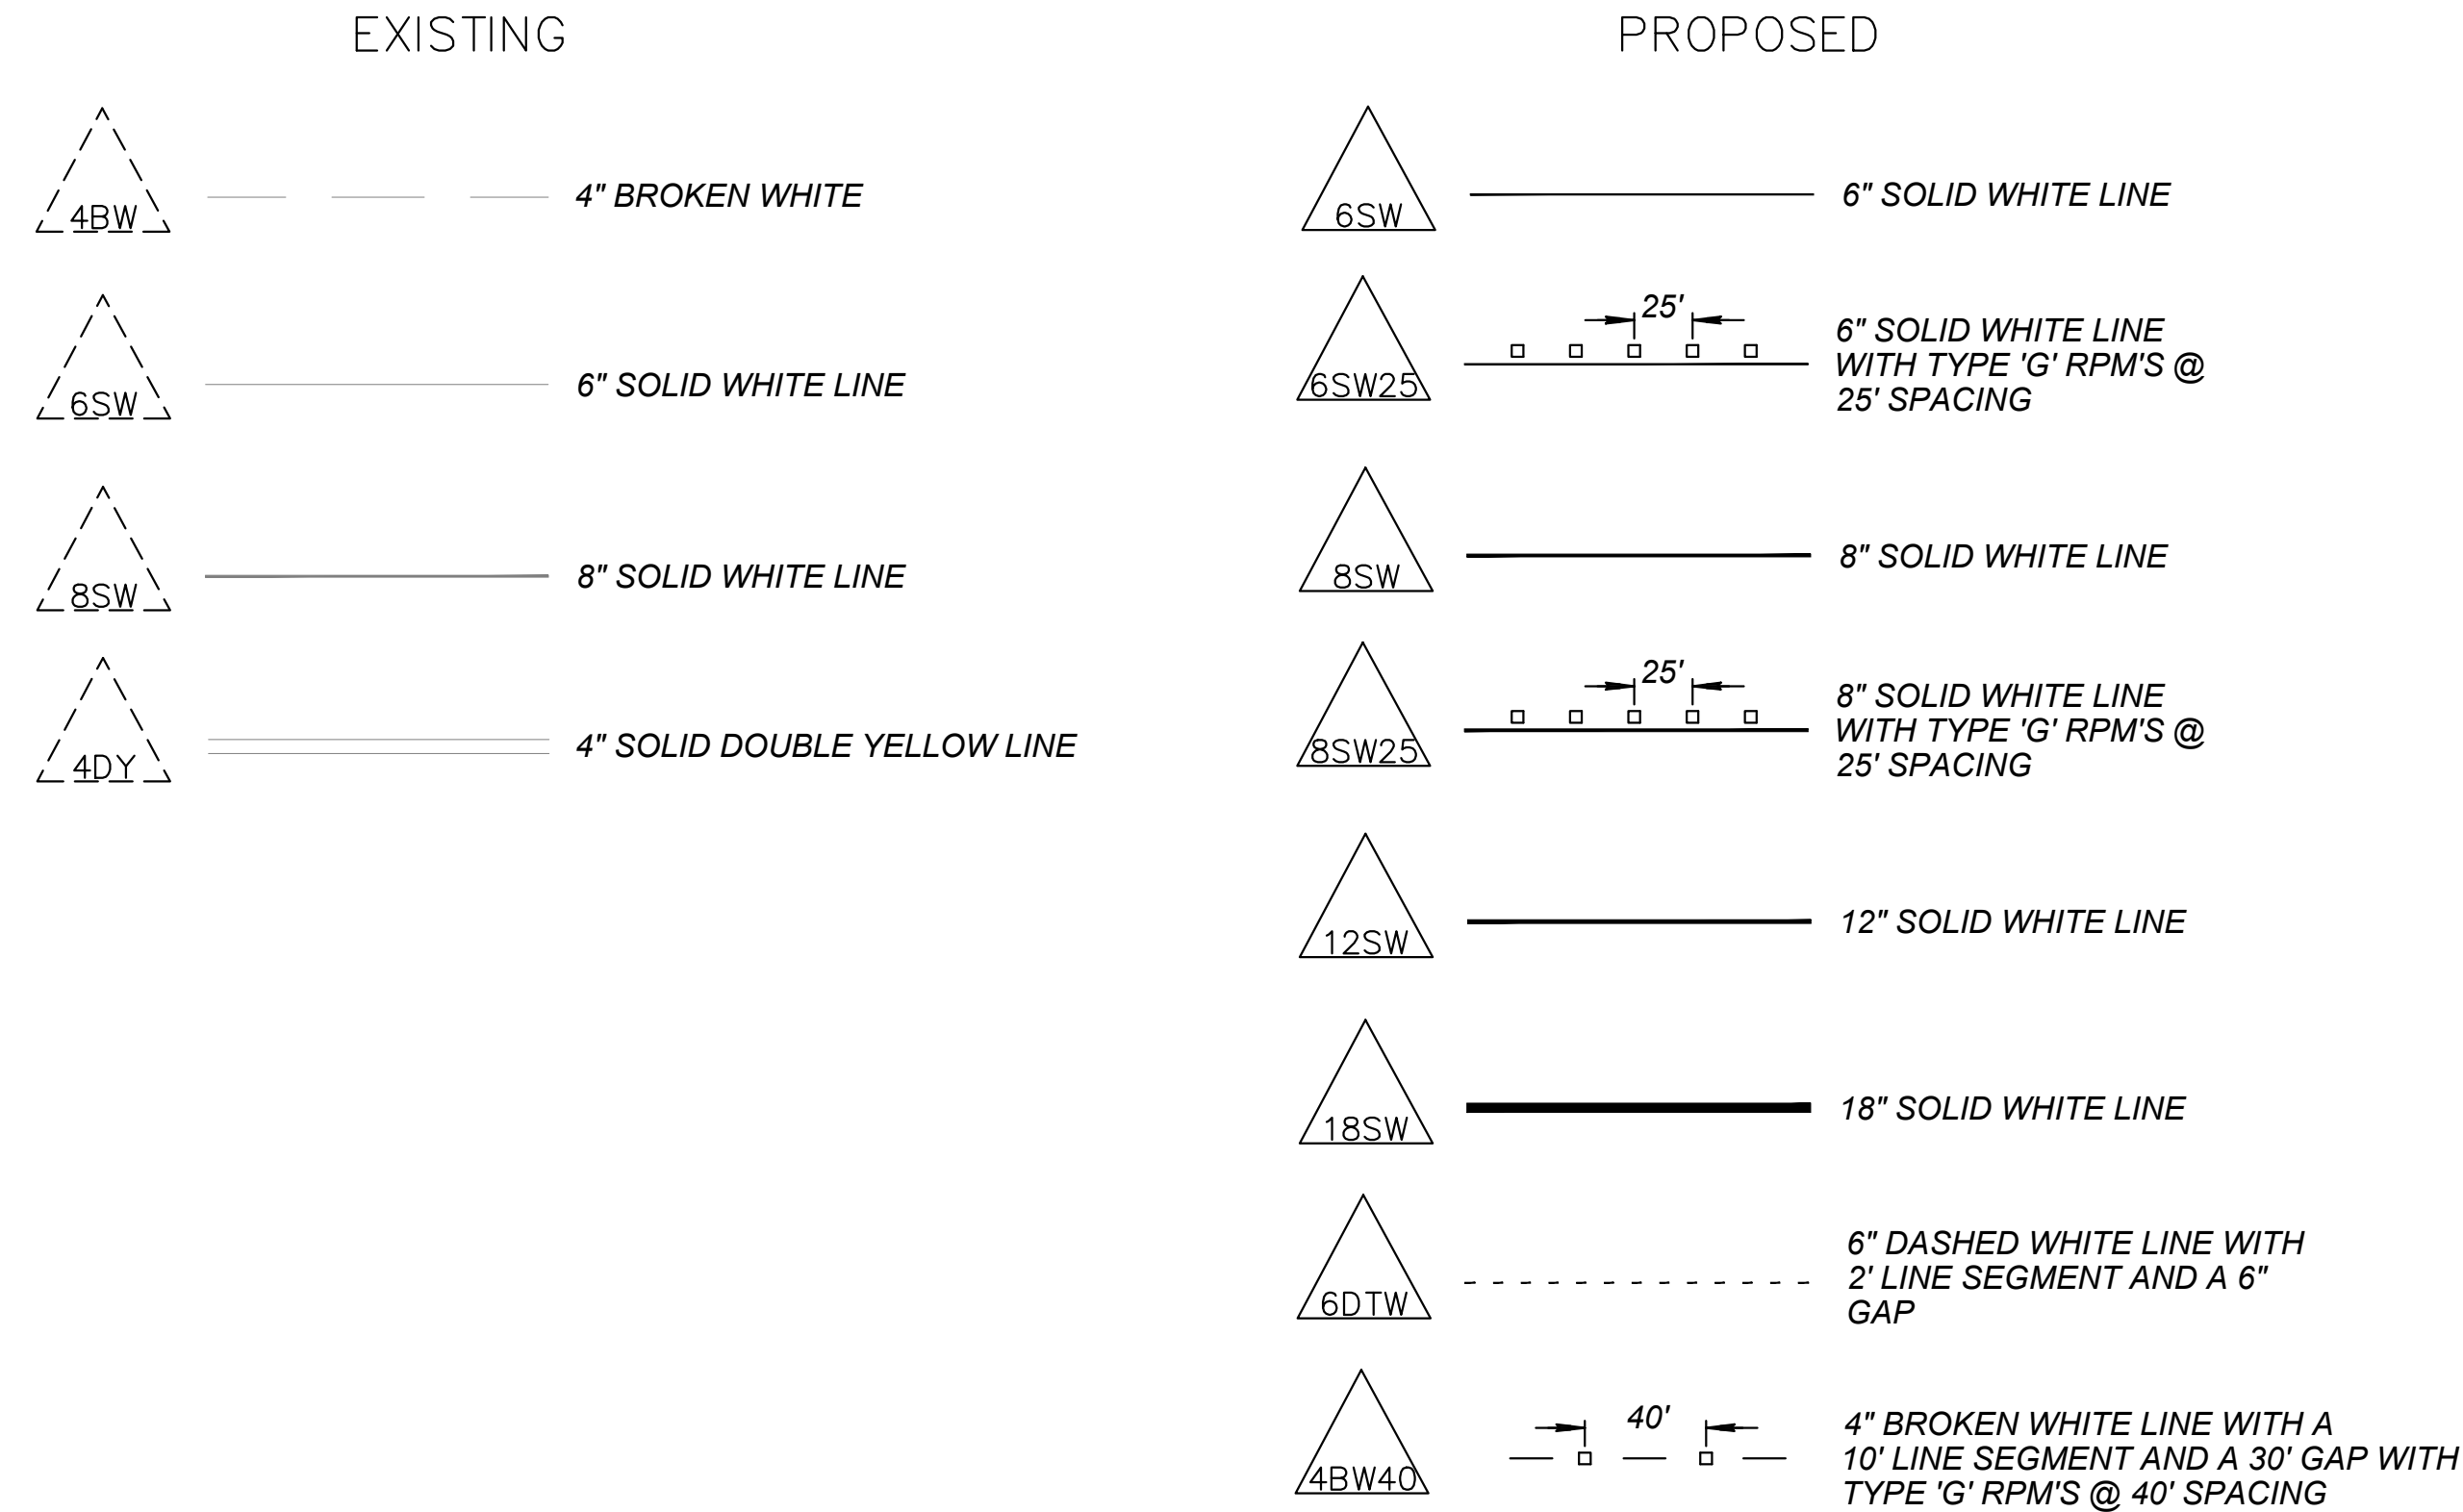 EXISTING
4BW
4" BROKEN WHITE
6SW
6" SOLID WHITE LINE
8SW
8" SOLID WHITE LINE
4DY
4" SOLID DOUBLE YELLOW LINE
PROPOSED
6SW
6" SOLID WHITE LINE
6SW25
25'
6" SOLID WHITE LINE
WITH TYPE 'G' RPM'S @
25' SPACING
8SW
8" SOLID WHITE LINE
8SW25
25'
8" SOLID WHITE LINE
WITH TYPE 'G' RPM'S @
25' SPACING
12SW
12" SOLID WHITE LINE
18SW
18" SOLID WHITE LINE
6DTW
6" DASHED WHITE LINE WITH
2' LINE SEGMENT AND A 6"
GAP
4BW40
40'
4" BROKEN WHITE LINE WITH A
10' LINE SEGMENT AND A 30' GAP WITH
TYPE 'G' RPM'S @ 40' SPACING